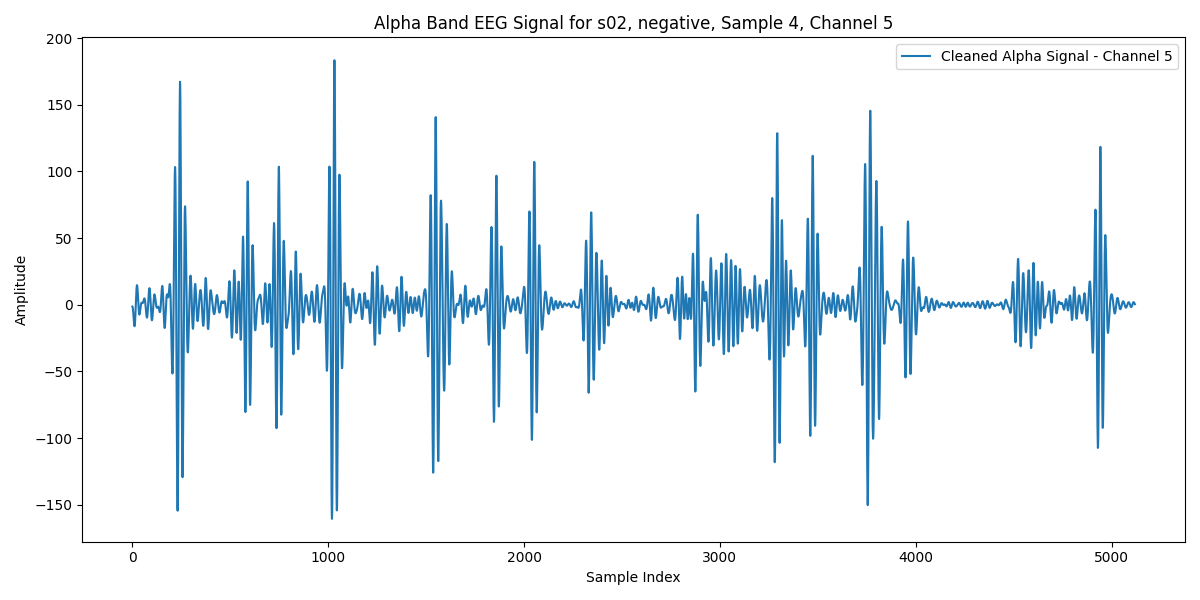 Alpha Band EEG Signal for s02, negative, Sample 4, Channel 5
Cleaned Alpha Signal - Channel 5
200
150
100
50
0
−50
−100
−150
Amplitude
0 1000 2000 3000 4000 5000
Sample Index